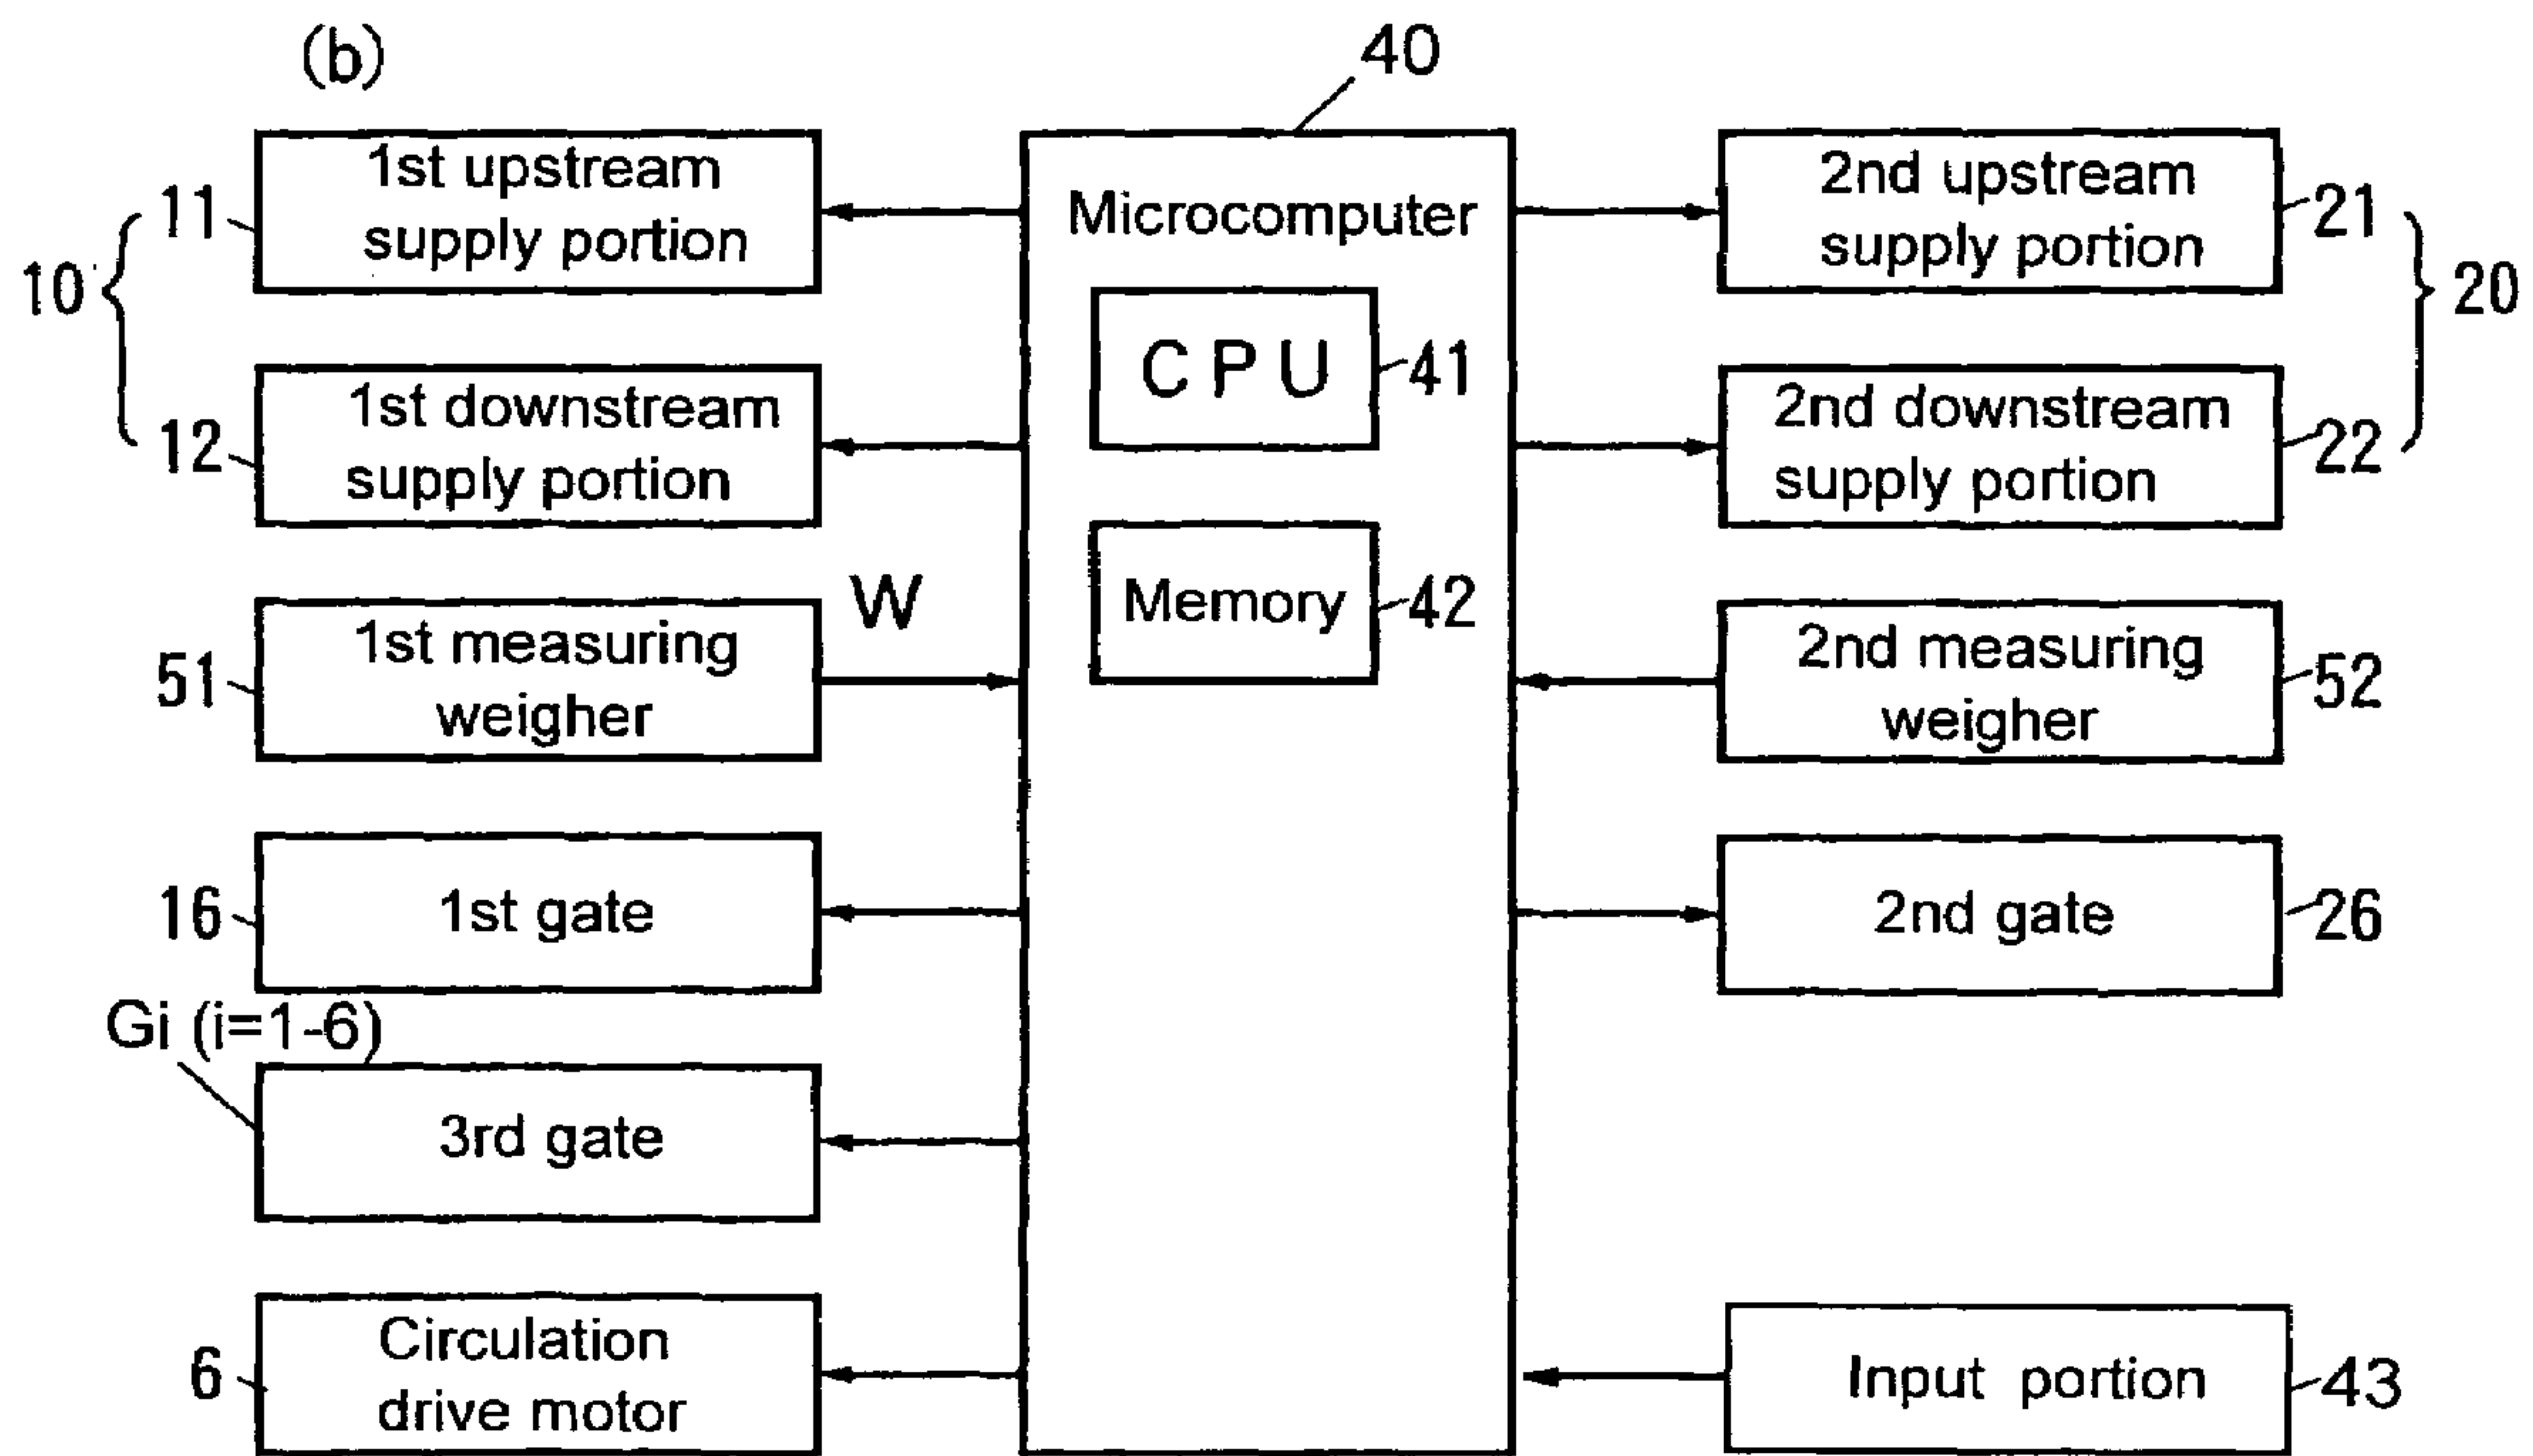 (b)
40
10
11
1st upstream
supply portion
12
1st downstream
supply portion
51
1st measuring
weigher
W
16
1st gate
Gi (i=1-6)
3rd gate
6
Circulation
drive motor
Microcomputer
C P U
41
Memory
42
2nd upstream
supply portion
21
20
2nd downstream
supply portion
22
2nd measuring
weigher
52
2nd gate
26
Input portion
43